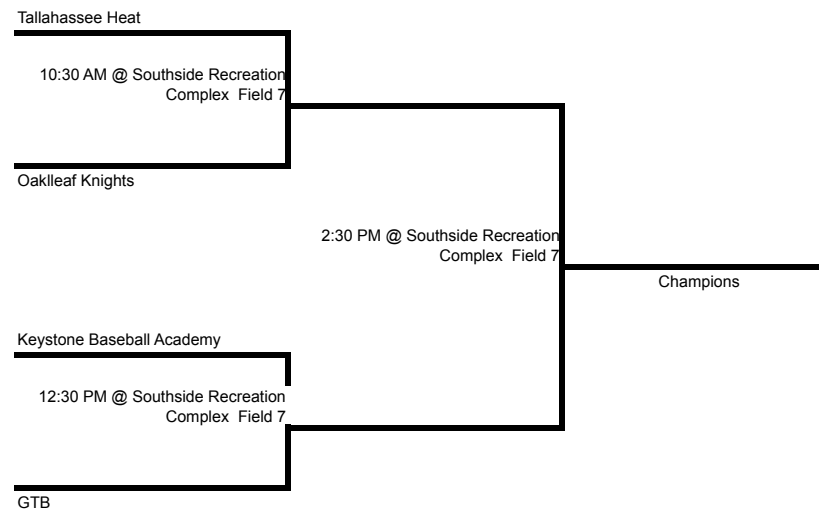 Tallahassee Heat
10:30 AM @ Southside Recreation
Complex Field 7
Oaklleaf Knights
2:30 PM @ Southside Recreation
Complex Field 7
Champions
Keystone Baseball Academy
12:30 PM @ Southside Recreation
Complex Field 7
GTB